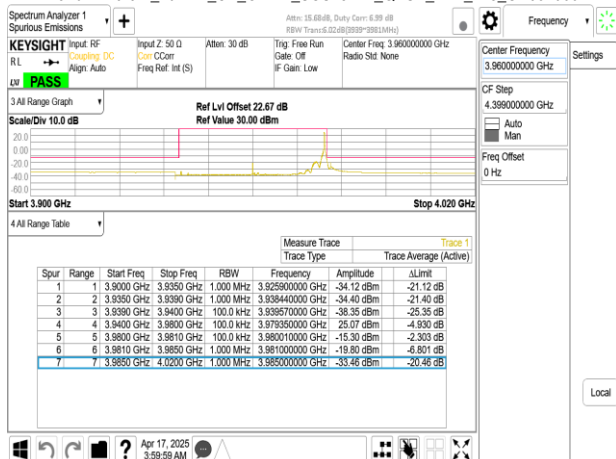 Spectrum Analyzer 1
Spurious Emissions
Attn: 15.68dB, Duty Corr: 6.99 dB
RBW Trans:6.02dB(3939~3981MHz)
Frequency
Settings
KEYSIGHT
Input: RF
Input Z: 50 Ω
Atten: 30 dB
Trig: Free Run
Center Freq: 3.960000000 GHz
RL
Coupling: DC
Corr CCorr
Gate: Off
Radio Std: None
Align: Auto
Freq Ref: Int (S)
IF Gain: Low
PASS
Center Frequency
3.960000000 GHz
CF Step
4.399000000 GHz
Auto
Man
Freq Offset
0 Hz
Local
3 All Range Graph
Ref Lvl Offset 22.67 dB
Scale/Div 10.0 dB
Ref Value 30.00 dBm
20.0
0.00
-20.0
-40.0
-60.0
Start 3.900 GHz
Stop 4.020 GHz
4 All Range Table
Measure Trace Trace 1
Trace Type Trace Average (Active)
Spur Range Start Freq Stop Freq RBW Frequency Amplitude ΔLimit
1 1 3.9000 GHz 3.9350 GHz 1.000 MHz 3.925900000 GHz -34.12 dBm -21.12 dB
2 2 3.9350 GHz 3.9390 GHz 1.000 MHz 3.938440000 GHz -34.40 dBm -21.40 dB
3 3 3.9390 GHz 3.9400 GHz 100.0 kHz 3.939570000 GHz -38.35 dBm -25.35 dB
4 4 3.9400 GHz 3.9800 GHz 100.0 kHz 3.979350000 GHz 25.07 dBm -4.930 dB
5 5 3.9800 GHz 3.9810 GHz 100.0 kHz 3.980010000 GHz -15.30 dBm -2.303 dB
6 6 3.9810 GHz 3.9850 GHz 1.000 MHz 3.981000000 GHz -19.80 dBm -6.801 dB
7 7 3.9850 GHz 4.0200 GHz 1.000 MHz 3.985000000 GHz -33.46 dBm -20.46 dB
Apr 17, 2025
3:59:59 AM